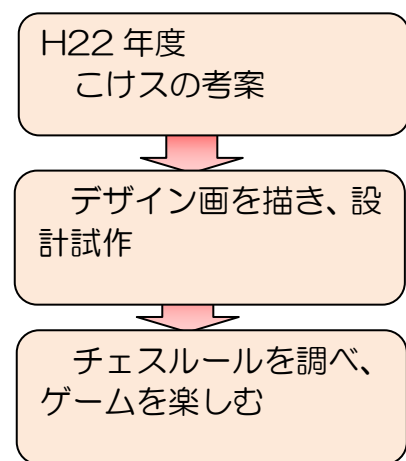 H22 年度
こけスの考案
デザイン画を描き、設
計試作
チェスルールを調べ、
ゲームを楽しむ